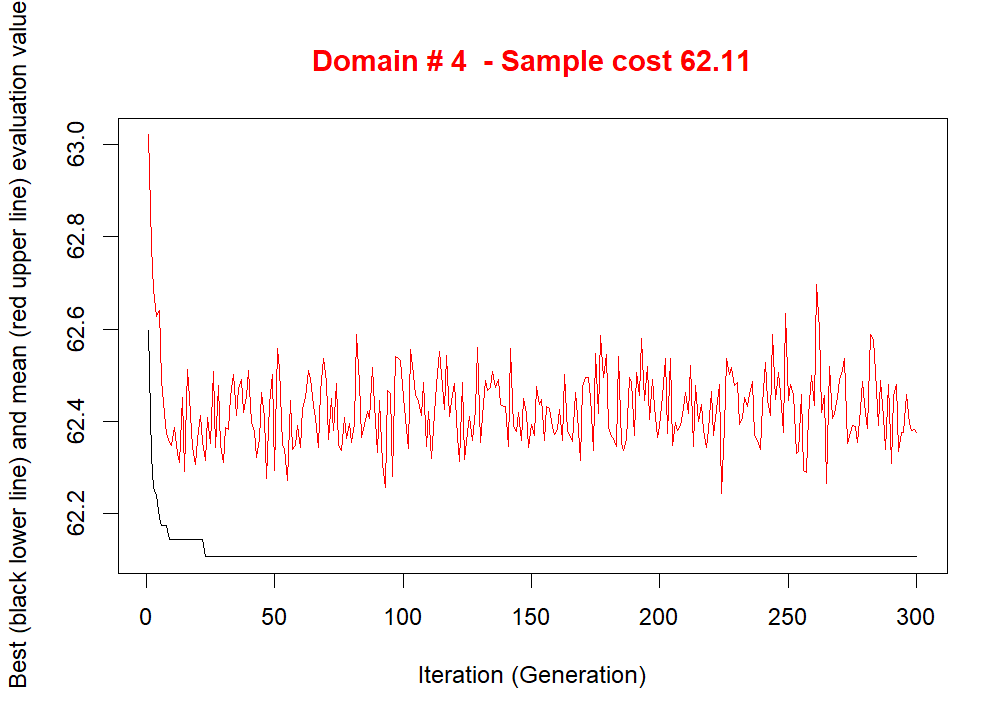 Domain # 4  - Sample cost 62.11
Best (black lower line) and mean (red upper line) evaluation value
63.0
62.8
62.6
62.4
62.2
0 50 100 150 200 250 300
Iteration (Generation)